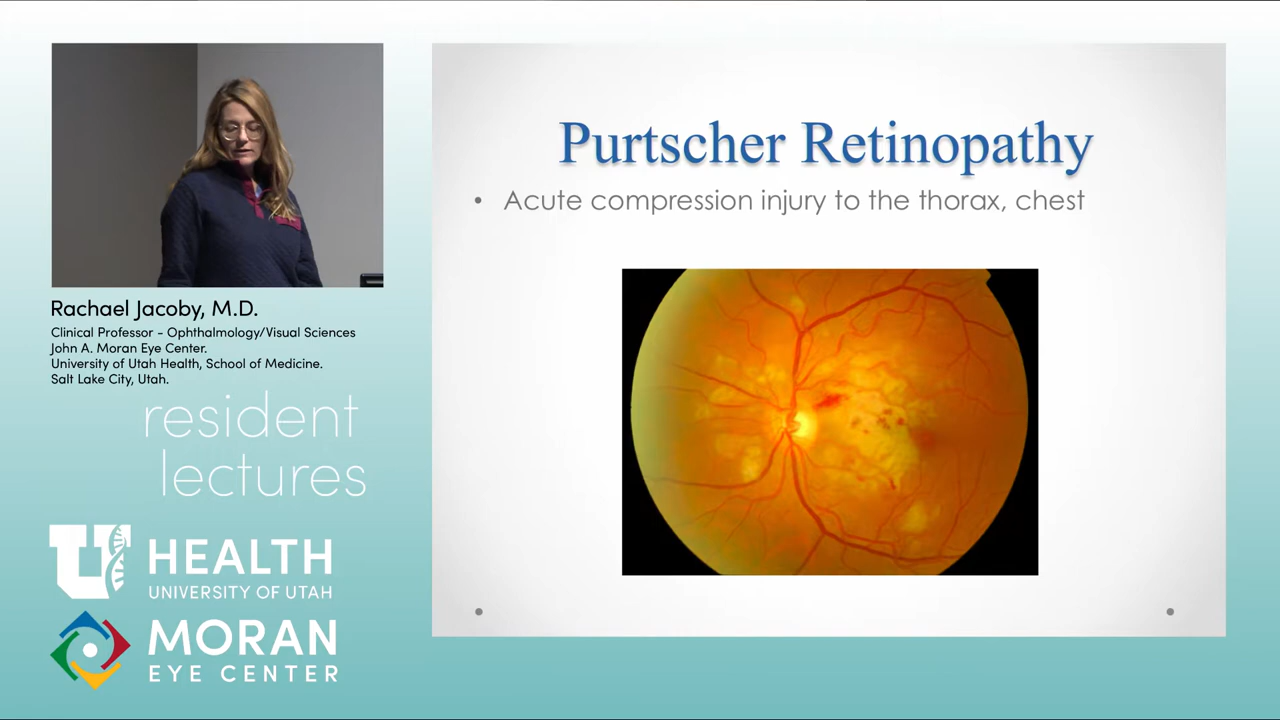 Purtscher Retinopathy
• Acute compression injury to the thorax, chest
Rachael Jacoby, M.D.
Clinical Professor - Ophthalmology/Visual Sciences
John A. Moran Eye Center.
University of Utah Health, School of Medicine.
Salt Lake City, Utah.
resident
lectures
U HEALTH
UNIVERSITY OF UTAH
MORAN
EYE CENTER